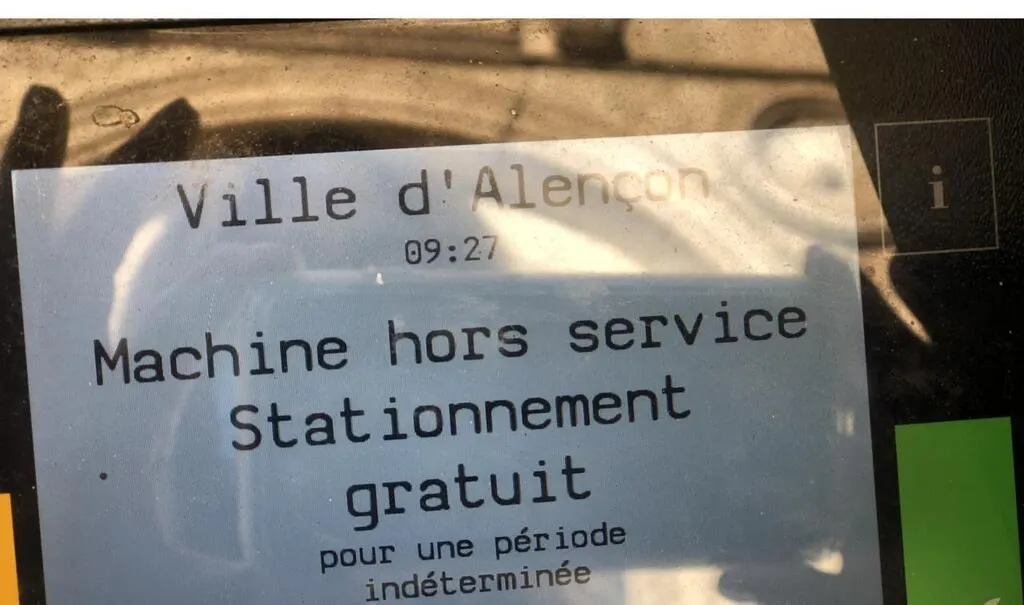 Ville d'Alençon
09:27
i
Machine hors service
Stationnement
gratuit
pour une période
indéterminée